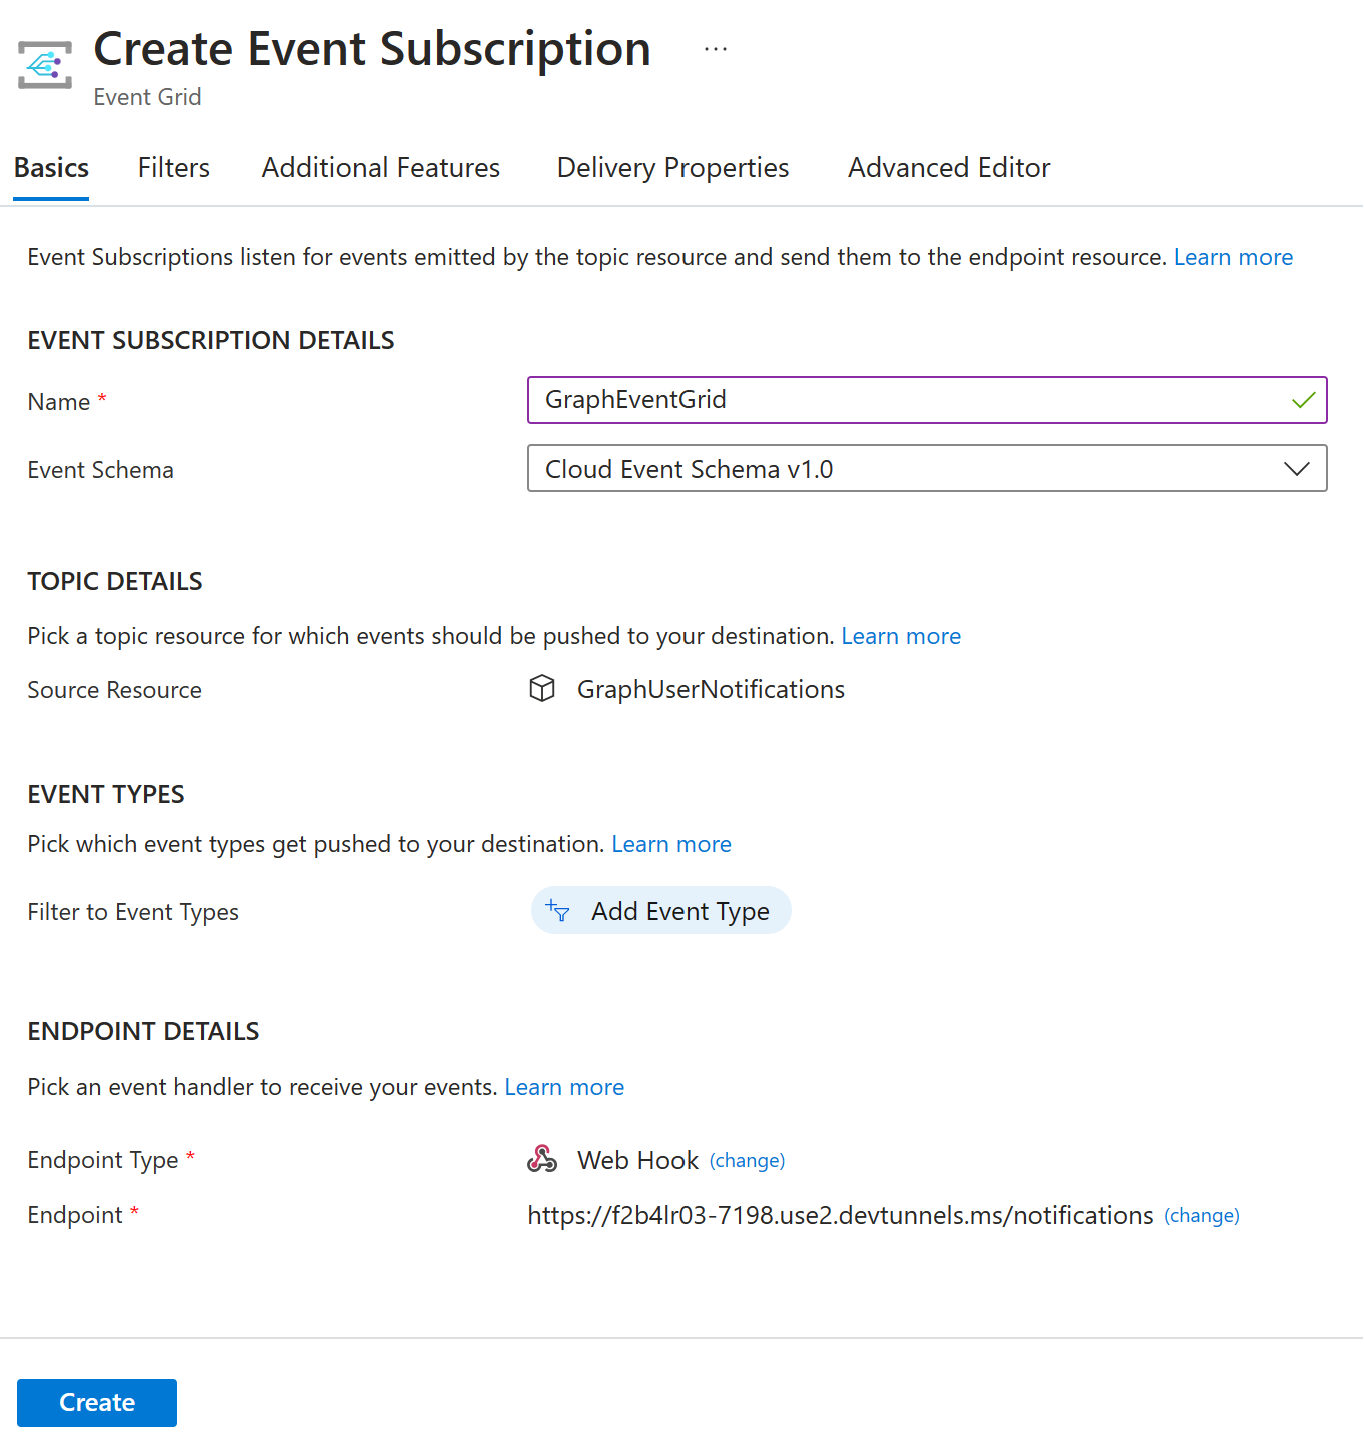 Create Event Subscription ...
Event Grid
Basics Filters Additional Features Delivery Properties Advanced Editor
Event Subscriptions listen for events emitted by the topic resource and send them to the endpoint resource. Learn more
EVENT SUBSCRIPTION DETAILS
Name * GraphEventGrid
Event Schema Cloud Event Schema v1.0
TOPIC DETAILS
Pick a topic resource for which events should be pushed to your destination. Learn more
Source Resource GraphUserNotifications
EVENT TYPES
Pick which event types get pushed to your destination. Learn more
Filter to Event Types Add Event Type
ENDPOINT DETAILS
Pick an event handler to receive your events. Learn more
Endpoint Type * Web Hook (change)
Endpoint * https://f2b4lr03-7198.use2.devtunnels.ms/notifications (change)
Create